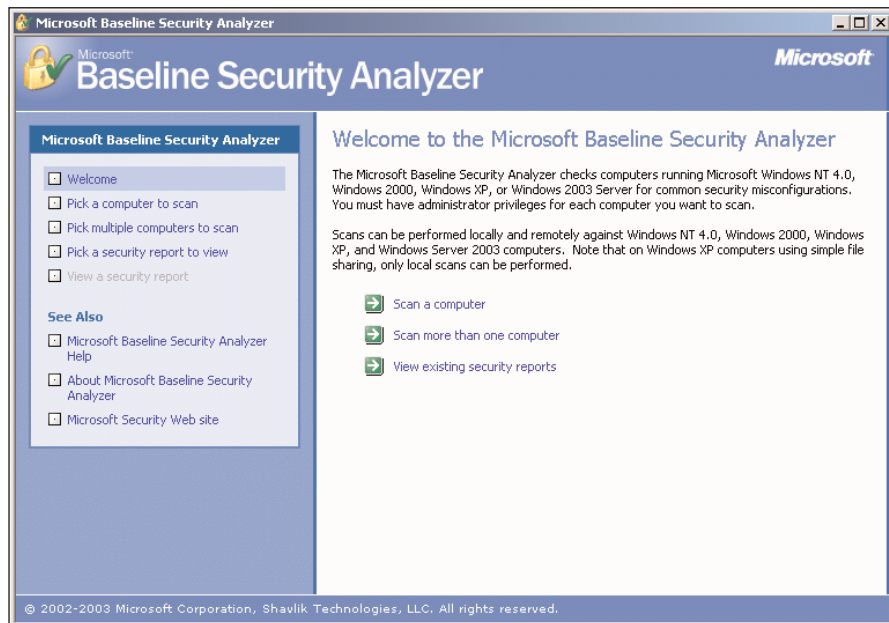 Microsoft Baseline Security Analyzer
Microsoft
Baseline Security Analyzer
Microsoft
Microsoft Baseline Security Analyzer
Welcome
Pick a computer to scan
Pick multiple computers to scan
Pick a security report to view
View a security report
See Also
Microsoft Baseline Security Analyzer
Help
About Microsoft Baseline Security
Analyzer
Microsoft Security Web site
Welcome to the Microsoft Baseline Security Analyzer
The Microsoft Baseline Security Analyzer checks computers running Microsoft Windows NT 4.0,
Windows 2000, Windows XP, or Windows 2003 Server for common security misconfigurations.
You must have administrator privileges for each computer you want to scan.
Scans can be performed locally and remotely against Windows NT 4.0, Windows 2000, Windows
XP, and Windows Server 2003 computers. Note that on Windows XP computers using simple file
sharing, only local scans can be performed.
Scan a computer
Scan more than one computer
View existing security reports
© 2002-2003 Microsoft Corporation, Shavlik Technologies, LLC. All rights reserved.